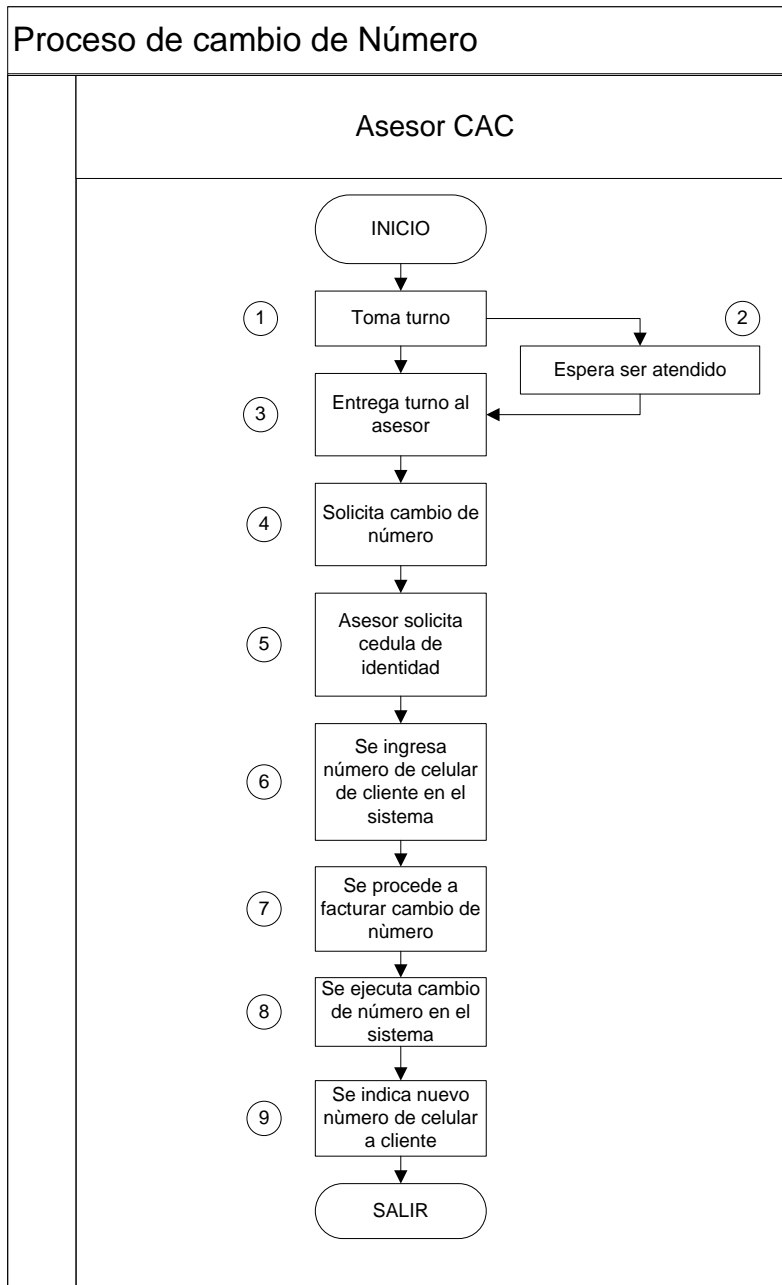 Proceso de cambio de Número
Asesor CAC
INICIO
1
Toma turno
2
Espera ser atendido
3
Entrega turno al
asesor
4
Solicita cambio de
número
5
Asesor solicita
cedula de
identidad
6
Se ingresa
número de celular
de cliente en el
sistema
7
Se procede a
facturar cambio de
nùmero
8
Se ejecuta cambio
de número en el
sistema
9
Se indica nuevo
nùmero de celular
a cliente
SALIR